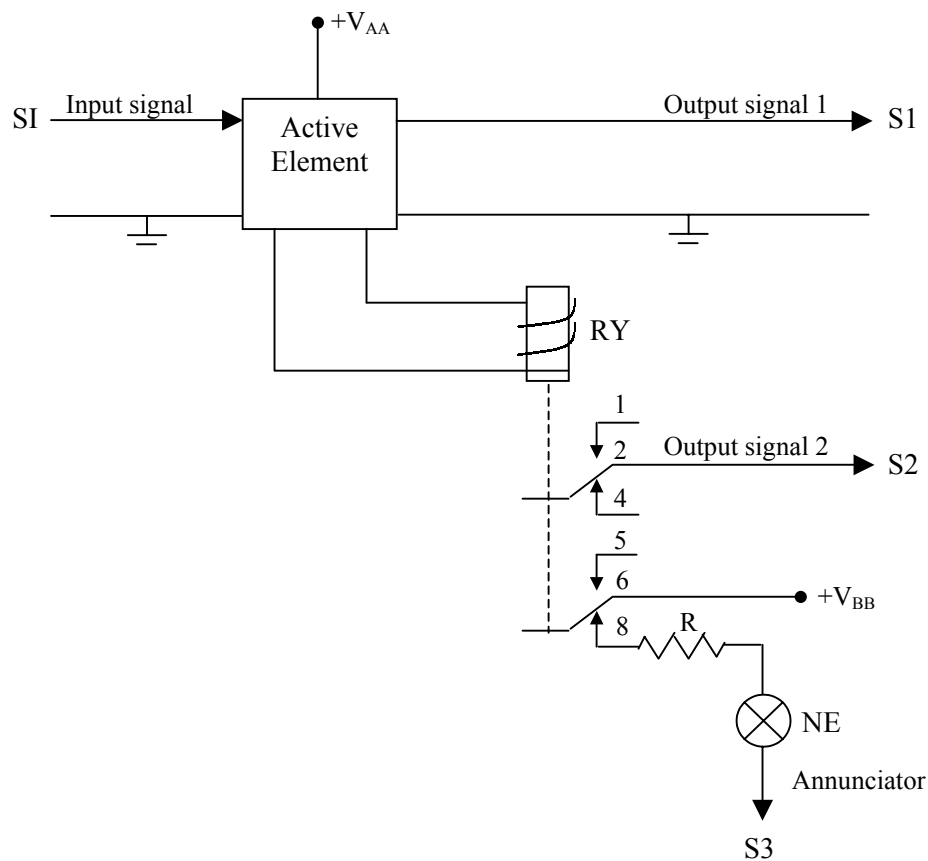 +V_AA
SI
Input signal
Active
Element
Output signal 1
S1
RY
1
2
Output signal 2
S2
4
5
6
+V_BB
8
R
NE
Annunciator
S3